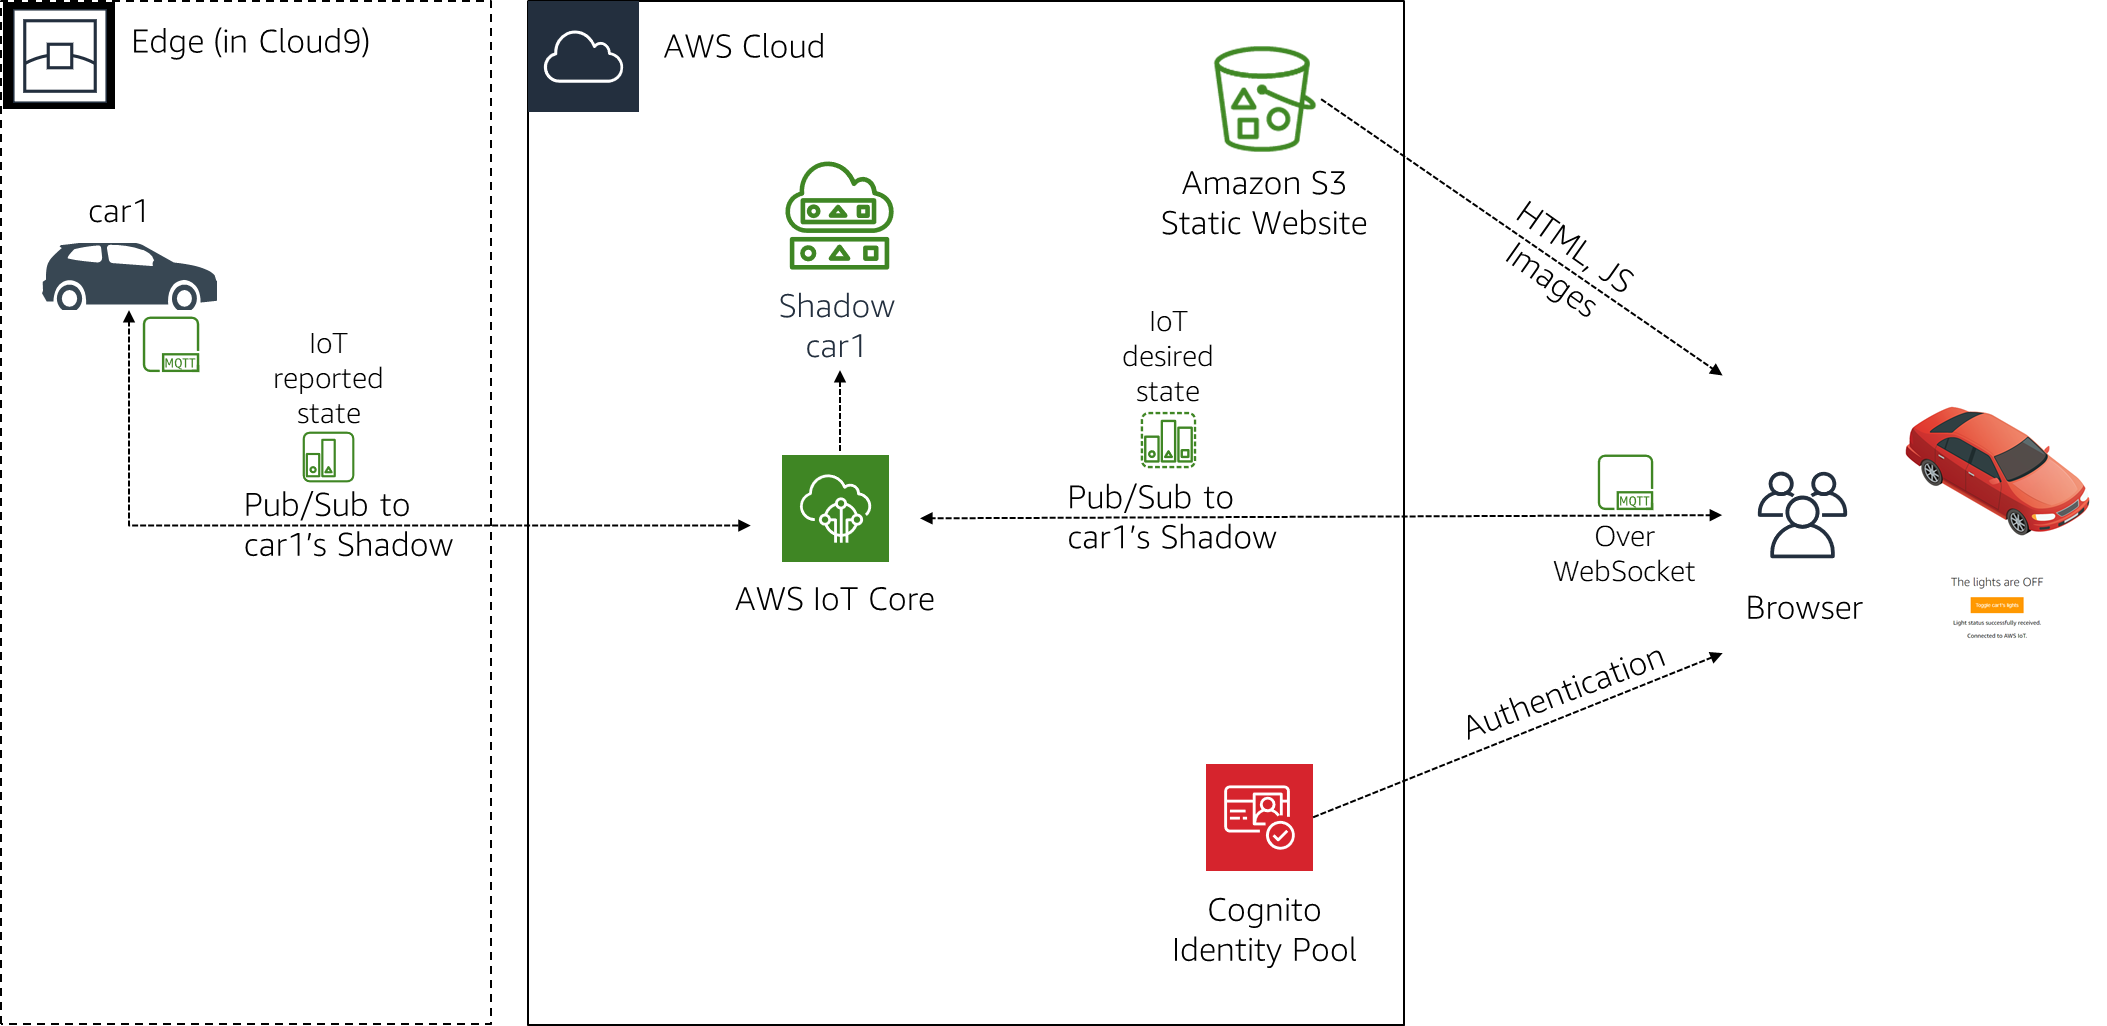 Edge (in Cloud9)
AWS Cloud
car1
MQTT
IoT
reported
state
Pub/Sub to
car1's Shadow
Shadow
car1
AWS IoT Core
Amazon S3
Static Website
IoT
desired
state
Pub/Sub to
car1's Shadow
HTML, JS
Images
MQTT
Over
WebSocket
Browser
The lights are OFF
Toggle car1's lights
Light status successfully received.
Connected to AWS IoT.
Authentication
Cognito
Identity Pool